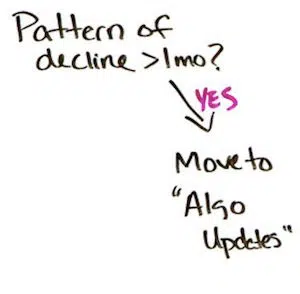 Pattern of
decline >1mo?
YES
Move to
"Algo
Updates"